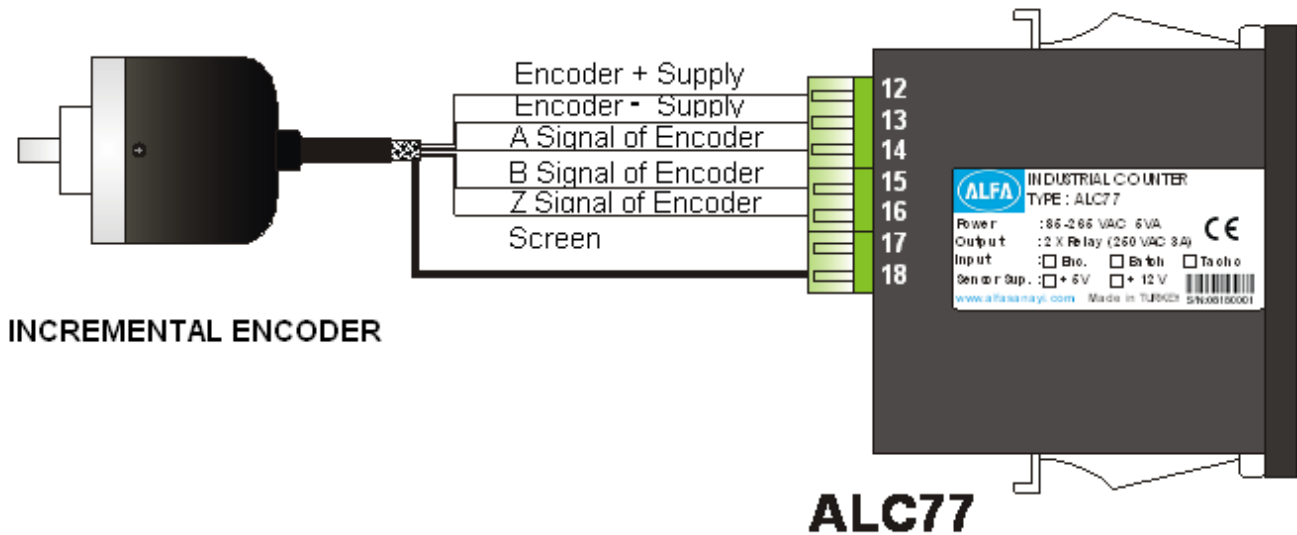 Encoder + Supply
Encoder - Supply
A Signal of Encoder
B Signal of Encoder
Z Signal of Encoder
Screen
12
13
14
15
16
17
18
ALFA
INDUSTRIAL COUNTER
TYPE : ALC77
Power : 85-265 VAC 5VA
Output : 2 X Relay (250 VAC 3A)
Input : Enc. Batch Tacho
Sensor Sup. : + 5V + 12 V
CE
www.alfasanayi.com Made in TURKEY S/N:06160001
INCREMENTAL ENCODER
ALC77